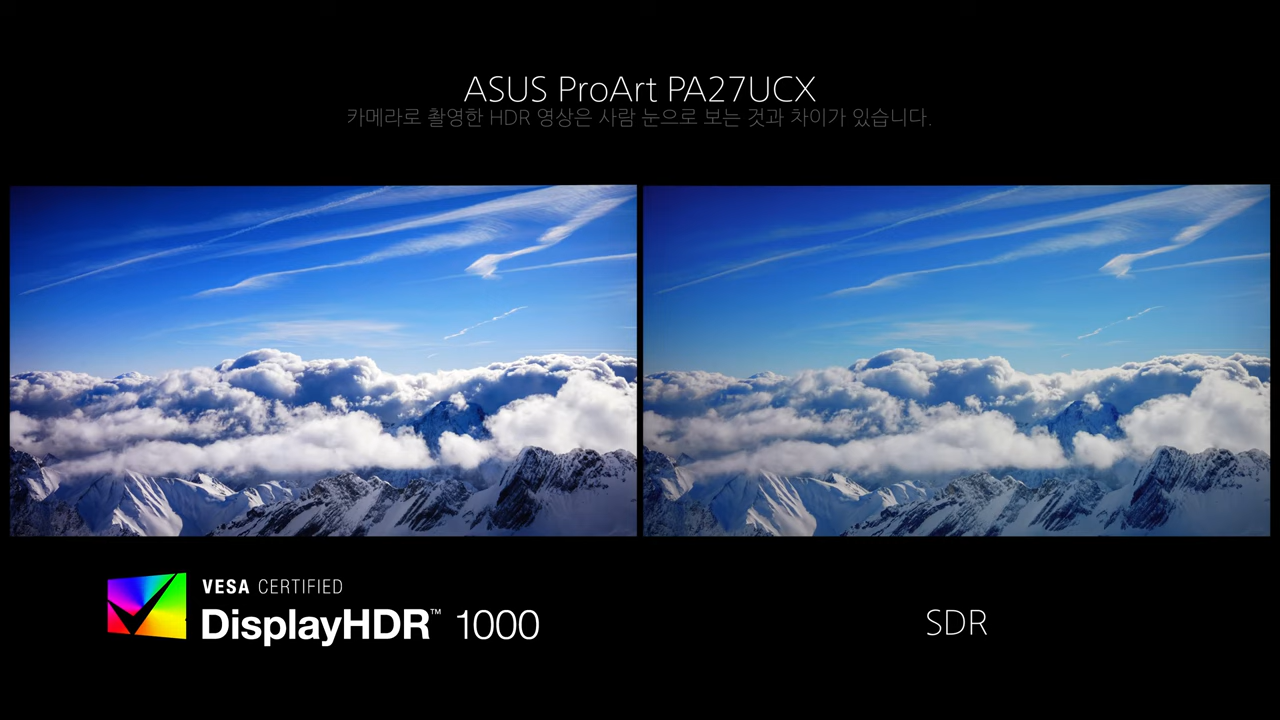 ASUS ProArt PA27UCX
카메라로 촬영한 HDR 영상은 사람 눈으로 보는 것과 차이가 있습니다.
VESA CERTIFIED
DisplayHDR™ 1000
SDR